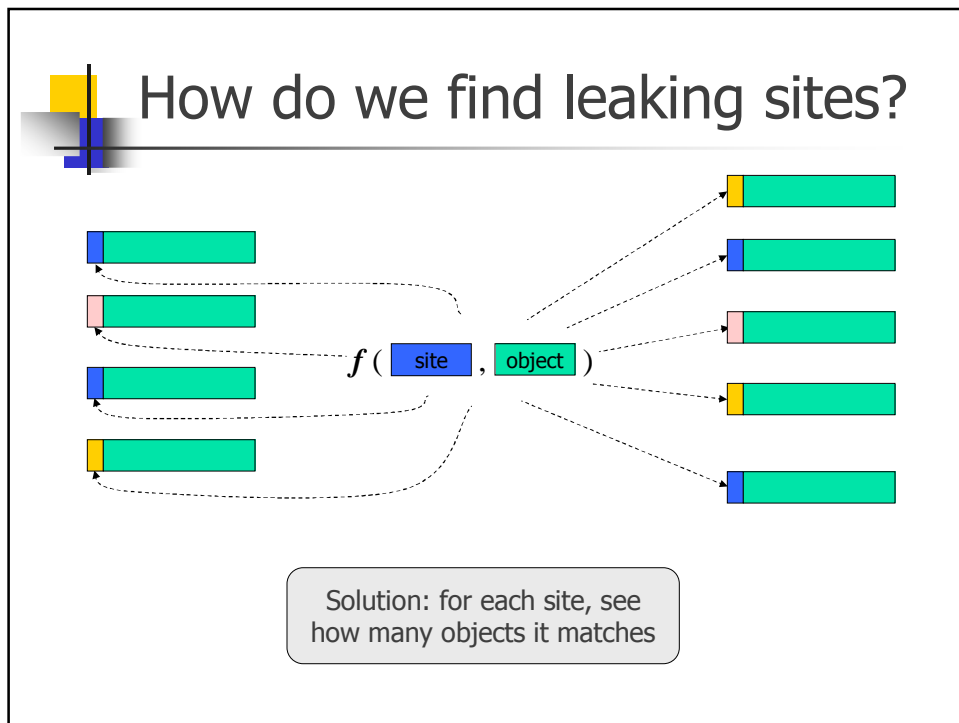 How do we find leaking sites?
f ( site , object )
Solution: for each site, see
how many objects it matches